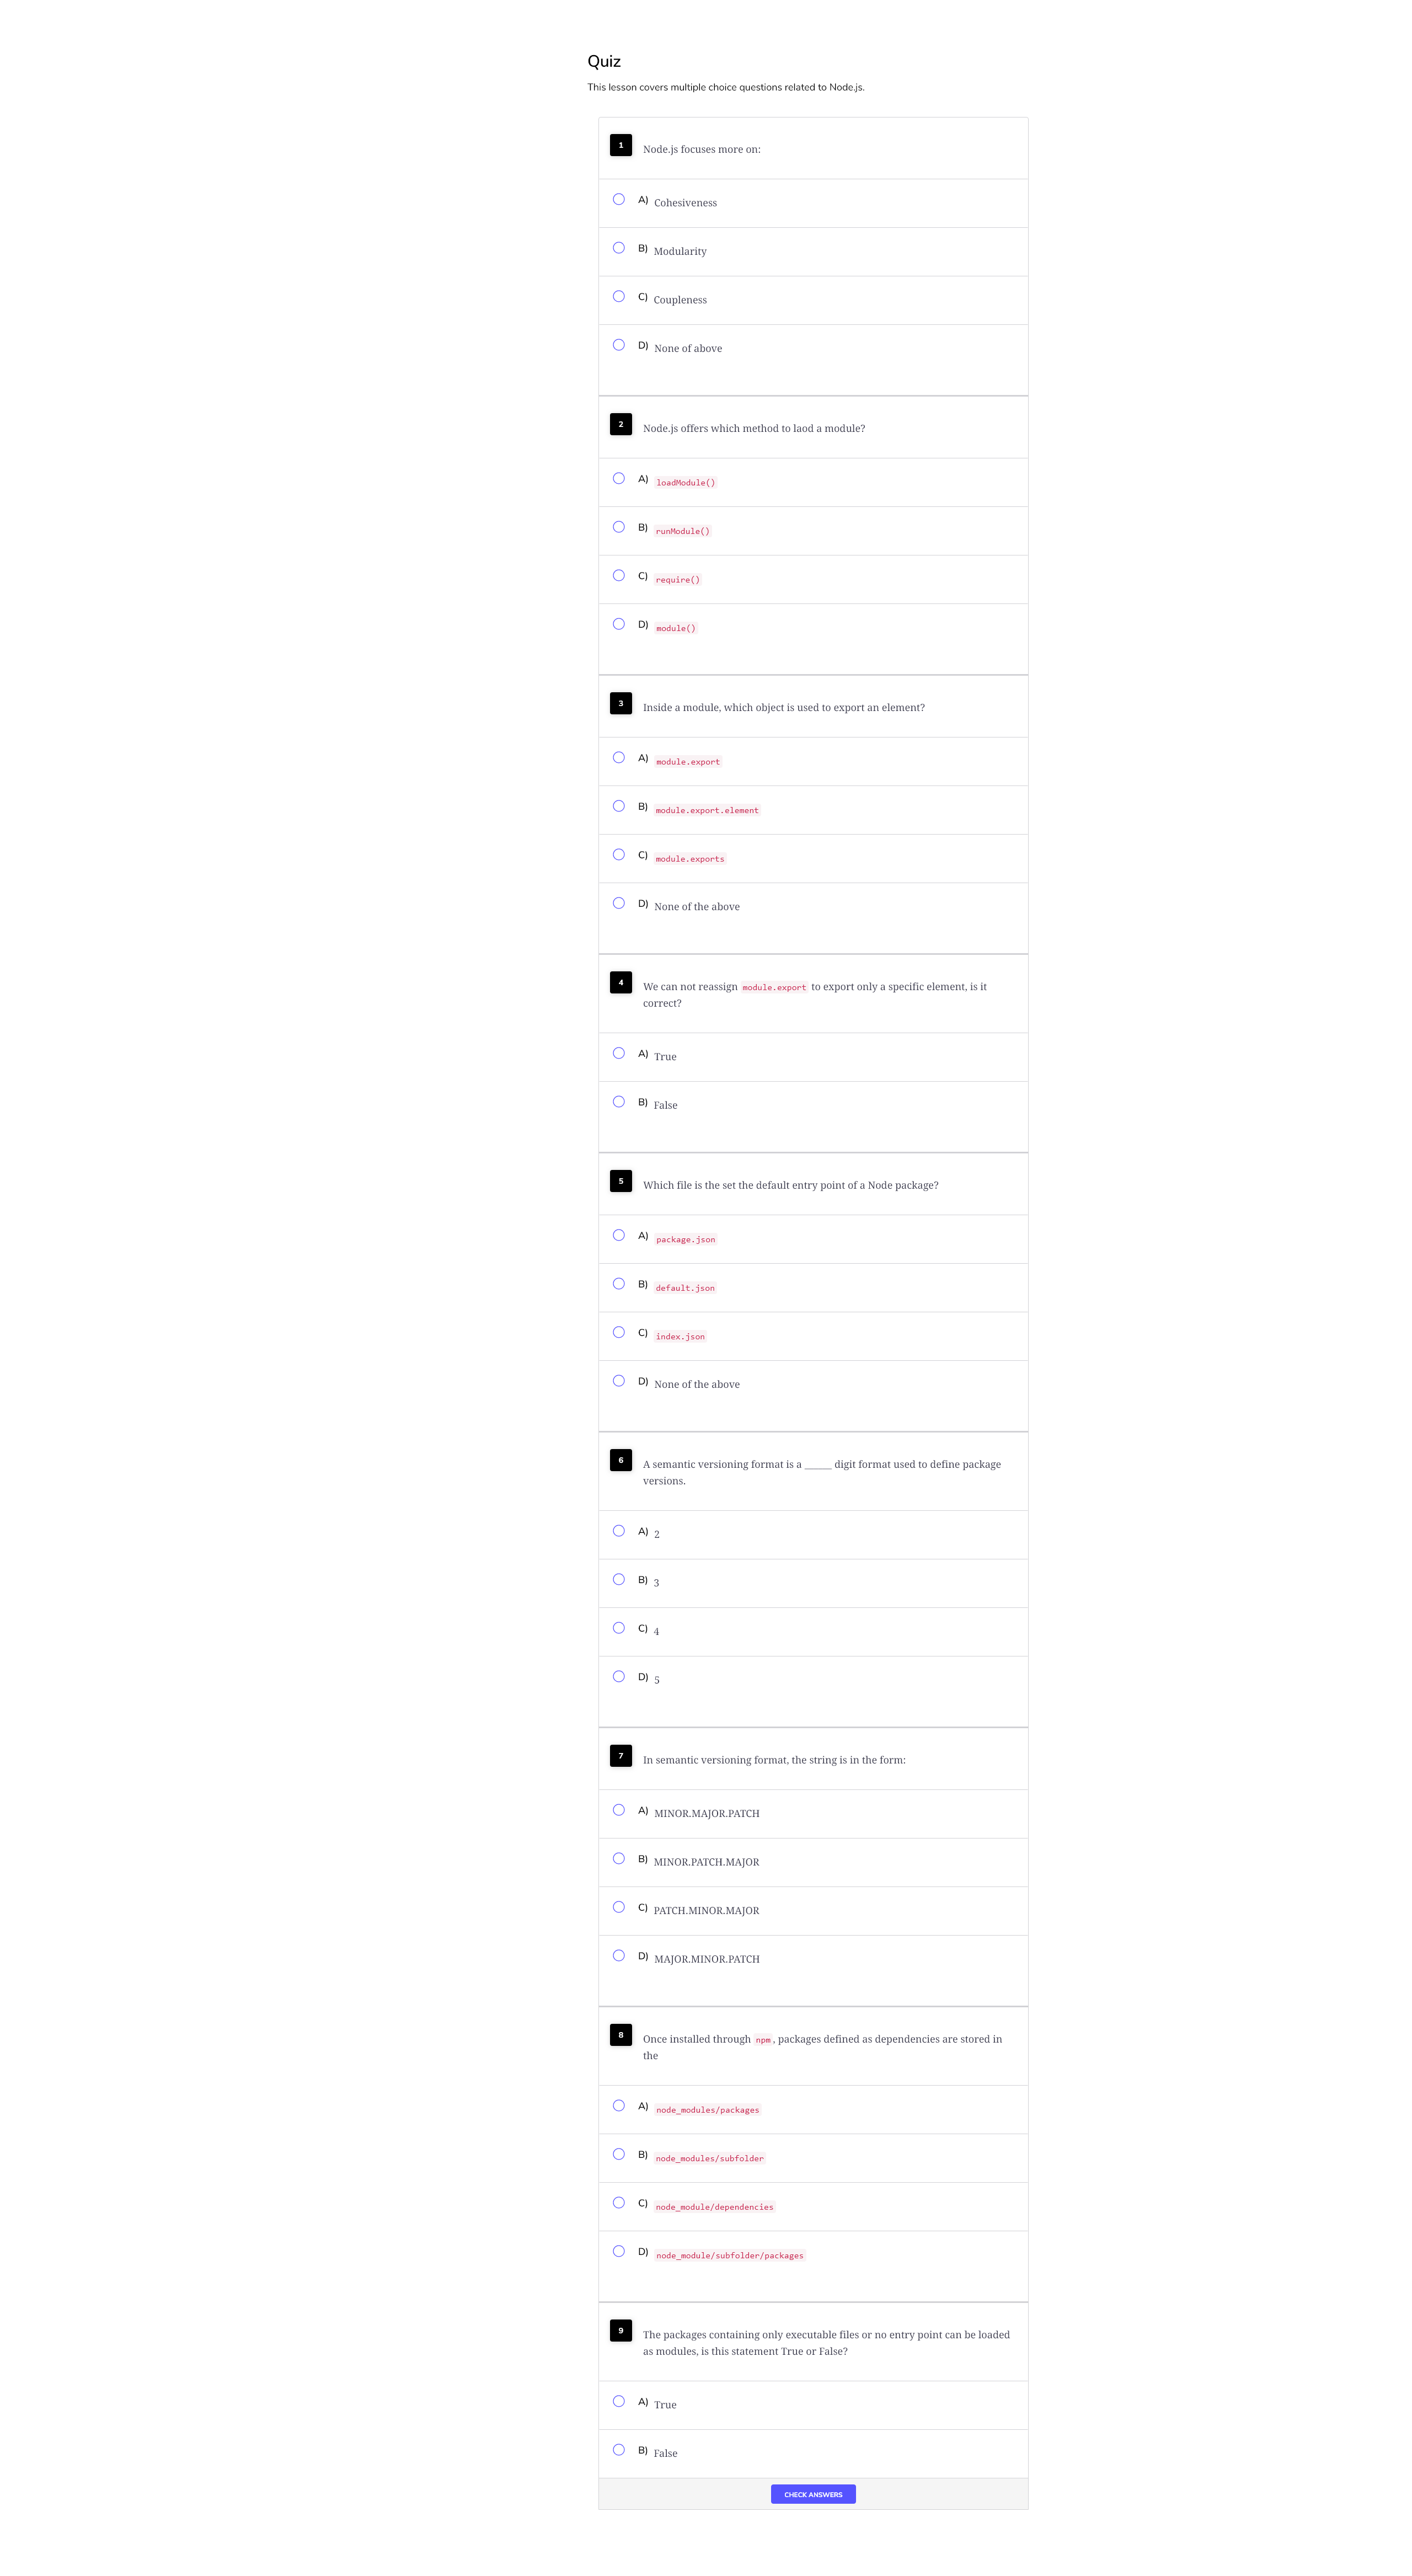 Quiz
This lesson covers multiple choice questions related to Node.js.
1
Node.js focuses more on:
A) Cohesiveness
B) Modularity
C) Coupleness
D) None of above
2
Node.js offers which method to laod a module?
A) loadModule()
B) runModule()
C) require()
D) module()
3
Inside a module, which object is used to export an element?
A) module.export
B) module.export.element
C) module.exports
D) None of the above
4
We can not reassign module.export to export only a specific element, is it
correct?
A) True
B) False
5
Which file is the set the default entry point of a Node package?
A) package.json
B) default.json
C) index.json
D) None of the above
6
A semantic versioning format is a ______ digit format used to define package
versions.
A) 2
B) 3
C) 4
D) 5
7
In semantic versioning format, the string is in the form:
A) MINOR.MAJOR.PATCH
B) MINOR.PATCH.MAJOR
C) PATCH.MINOR.MAJOR
D) MAJOR.MINOR.PATCH
8
Once installed through npm, packages defined as dependencies are stored in
the
A) node_modules/packages
B) node_modules/subfolder
C) node_module/dependencies
D) node_module/subfolder/packages
9
The packages containing only executable files or no entry point can be loaded
as modules, is this statement True or False?
A) True
B) False
CHECK ANSWERS